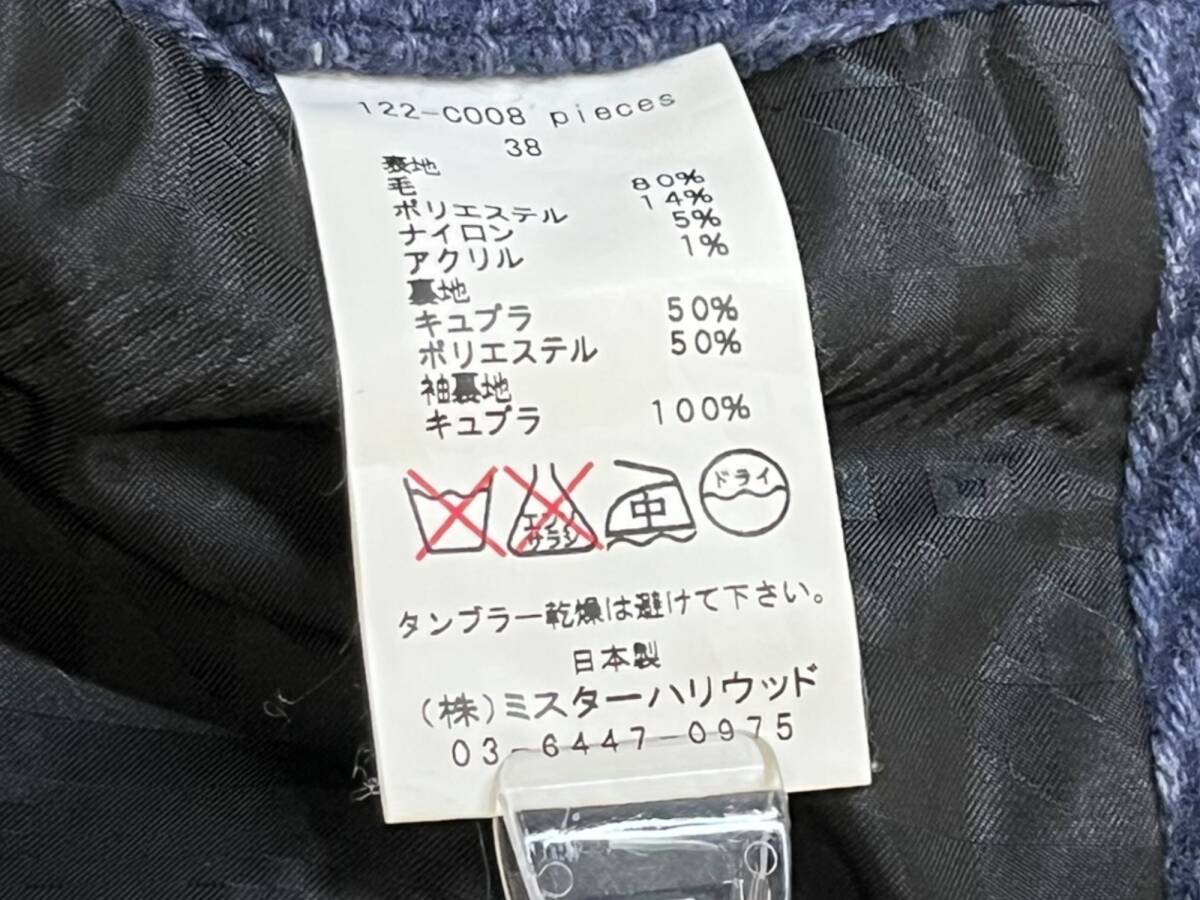 122-C008 pieces
38
表地
毛 80%
ポリエステル 14%
ナイロン 5%
アクリル 1%
裏地
キュプラ 50%
ポリエステル 50%
袖裏地
キュプラ 100%
エンソサラシ 中 ドライ
タンブラー乾燥は避けて下さい。
日本製
(株)ミスターハリウッド
03-6447-0975